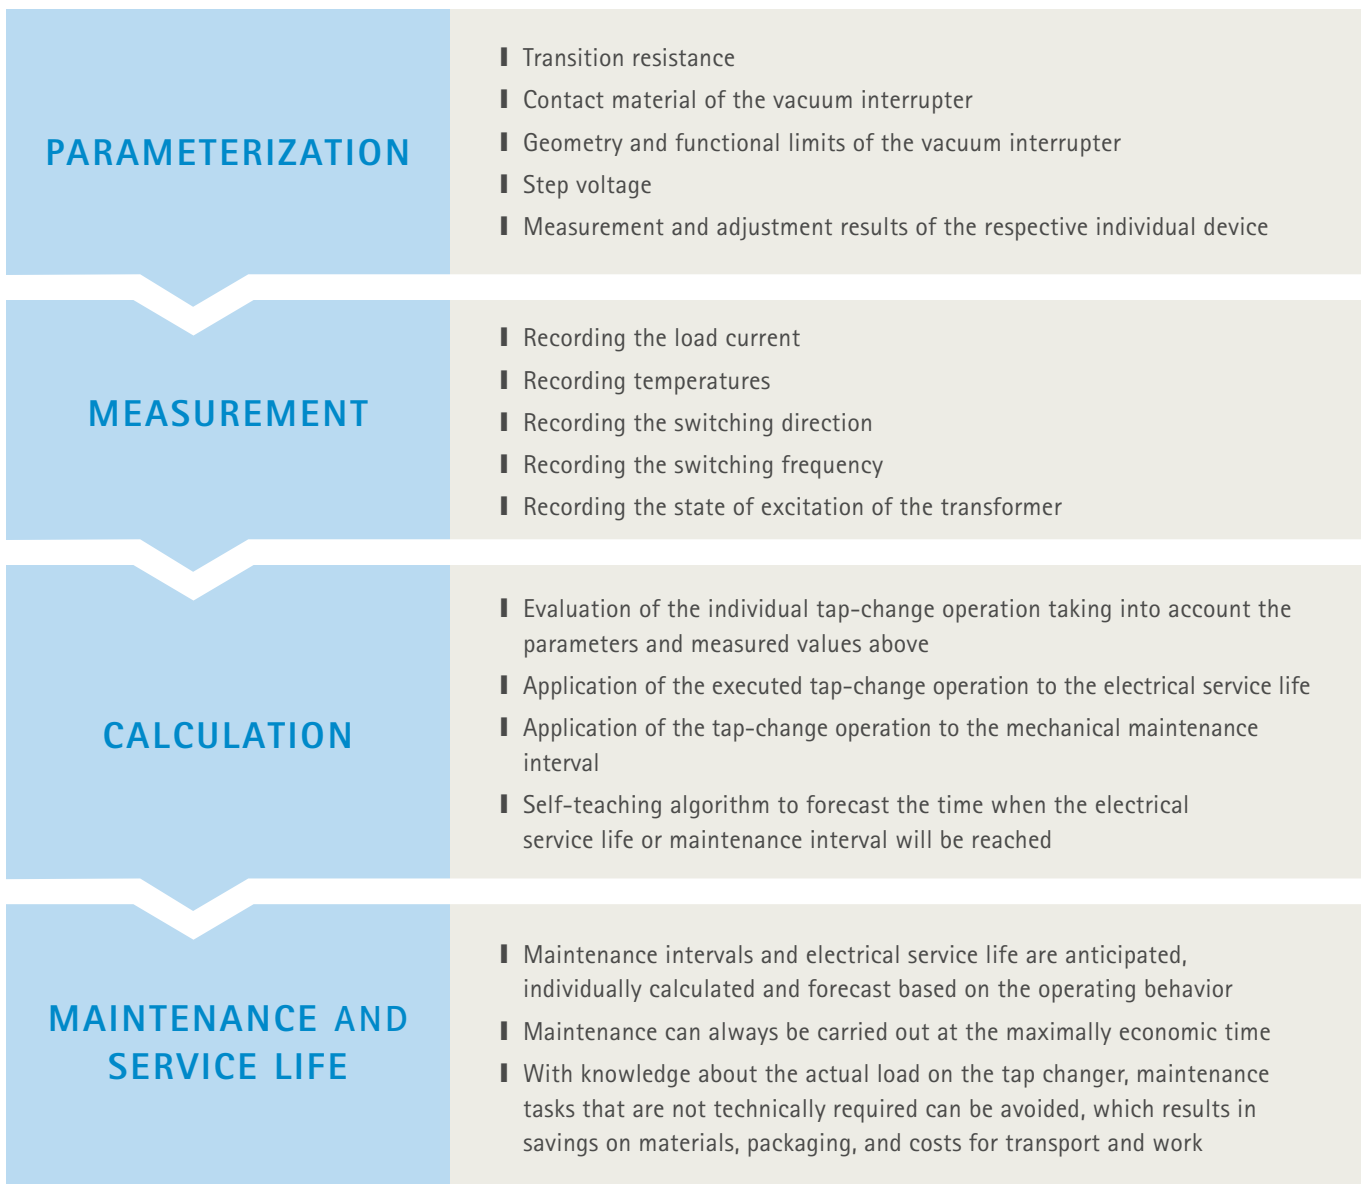 PARAMETERIZATION
Transition resistance
Contact material of the vacuum interrupter
Geometry and functional limits of the vacuum interrupter
Step voltage
Measurement and adjustment results of the respective individual device
MEASUREMENT
Recording the load current
Recording temperatures
Recording the switching direction
Recording the switching frequency
Recording the state of excitation of the transformer
CALCULATION
Evaluation of the individual tap-change operation taking into account the
parameters and measured values above
Application of the executed tap-change operation to the electrical service life
Application of the tap-change operation to the mechanical maintenance
interval
Self-teaching algorithm to forecast the time when the electrical
service life or maintenance interval will be reached
MAINTENANCE AND
SERVICE LIFE
Maintenance intervals and electrical service life are anticipated,
individually calculated and forecast based on the operating behavior
Maintenance can always be carried out at the maximally economic time
With knowledge about the actual load on the tap changer, maintenance
tasks that are not technically required can be avoided, which results in
savings on materials, packaging, and costs for transport and work